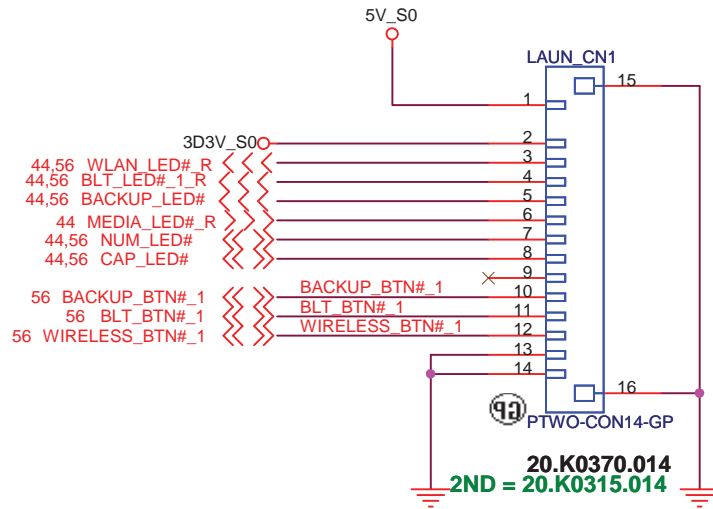 5V_S0
LAUN_CN1
15
1
3D3V_S0
2
44,56 WLAN_LED#_R
3
44,56 BLT_LED#_1_R
4
44,56 BACKUP_LED#
5
44 MEDIA_LED#_R
6
44,56 NUM_LED#
7
44,56 CAP_LED#
8
9
56 BACKUP_BTN#_1
BACKUP_BTN#_1
10
56 BLT_BTN#_1
BLT_BTN#_1
11
56 WIRELESS_BTN#_1
WIRELESS_BTN#_1
12
13
14
16
GP
PTWO-CON14-GP
20.K0370.014
2ND = 20.K0315.014